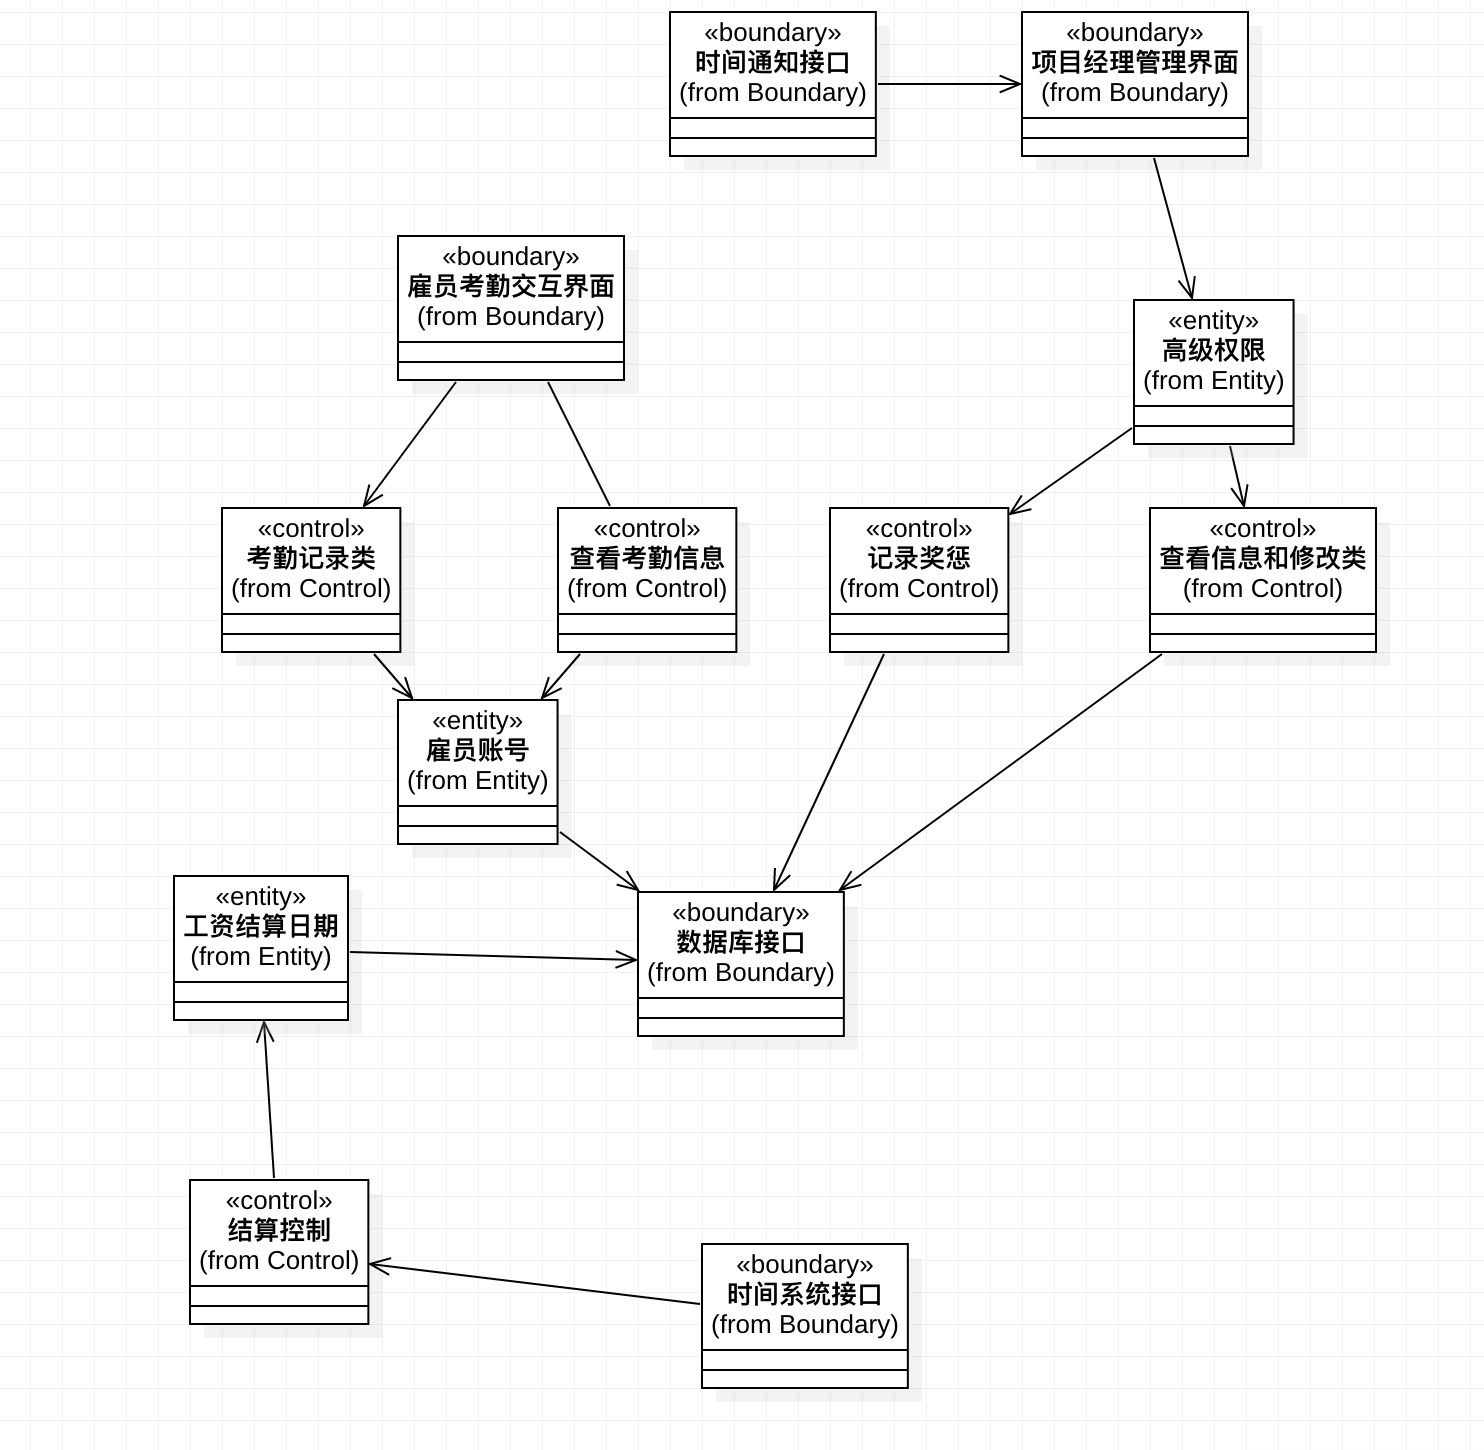 «boundary»
时间通知接口
(from Boundary)
«boundary»
项目经理管理界面
(from Boundary)
«boundary»
雇员考勤交互界面
(from Boundary)
«entity»
高级权限
(from Entity)
«control»
考勤记录类
(from Control)
«control»
查看考勤信息
(from Control)
«control»
记录奖惩
(from Control)
«control»
查看信息和修改类
(from Control)
«entity»
雇员账号
(from Entity)
«entity»
工资结算日期
(from Entity)
«boundary»
数据库接口
(from Boundary)
«control»
结算控制
(from Control)
«boundary»
时间系统接口
(from Boundary)